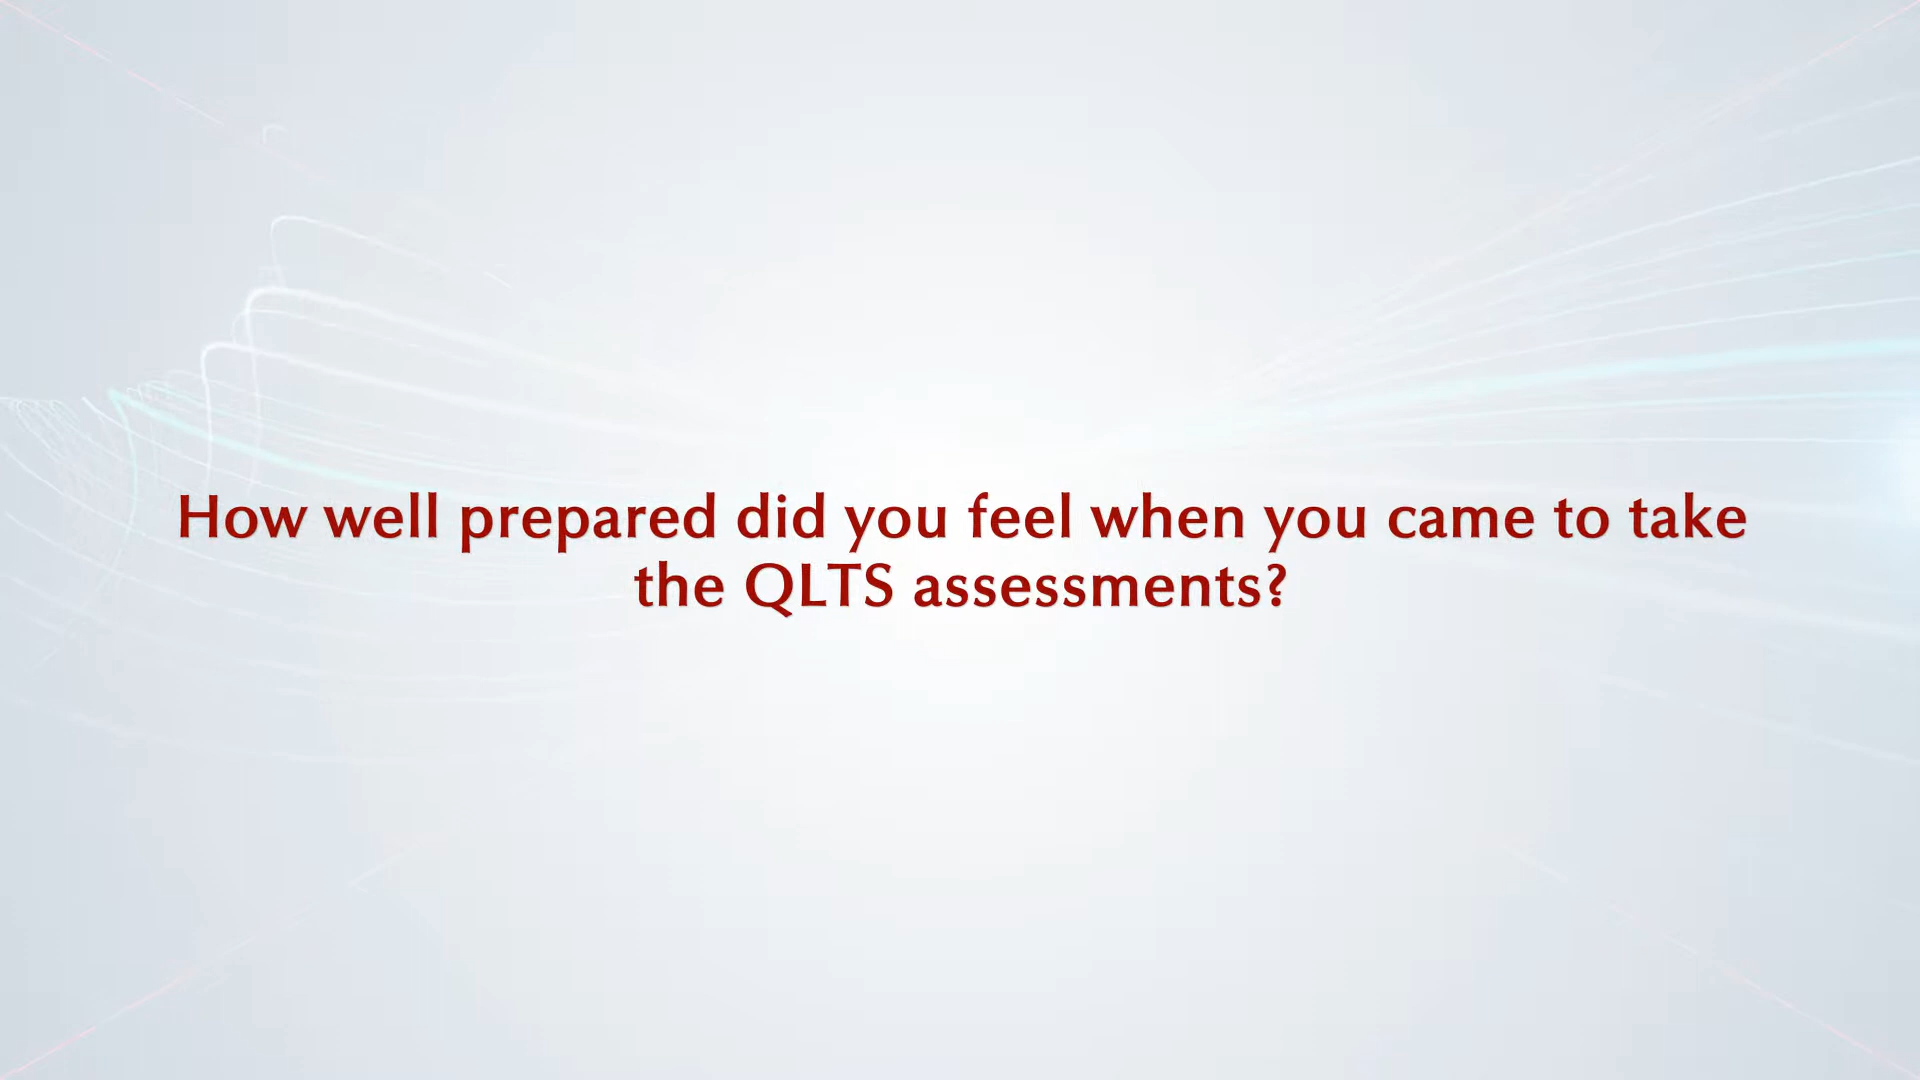 How well prepared did you feel when you came to take
the QLTS assessments?